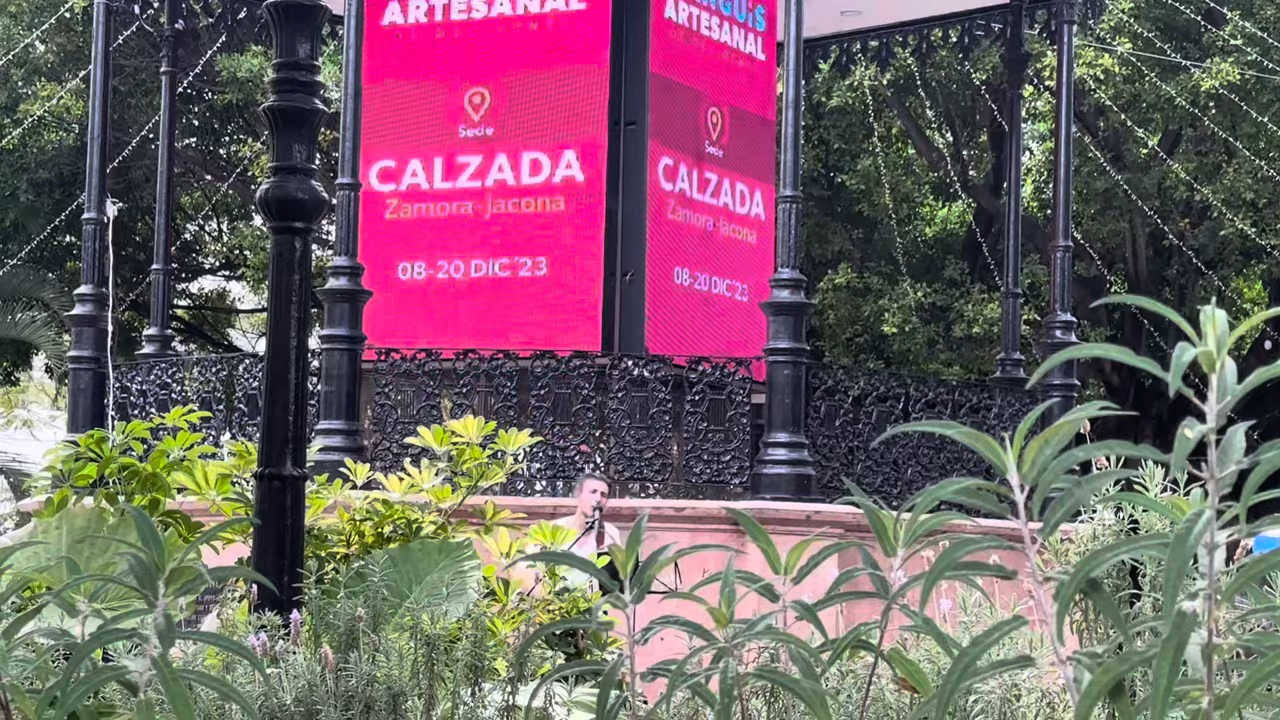 ARTESANAL
Sede
CALZADA
Zamora-Jacona
08-20 DIC '23
ARTESANAL
Sede
CALZADA
Zamora-Jacona
08-20 DIC '23